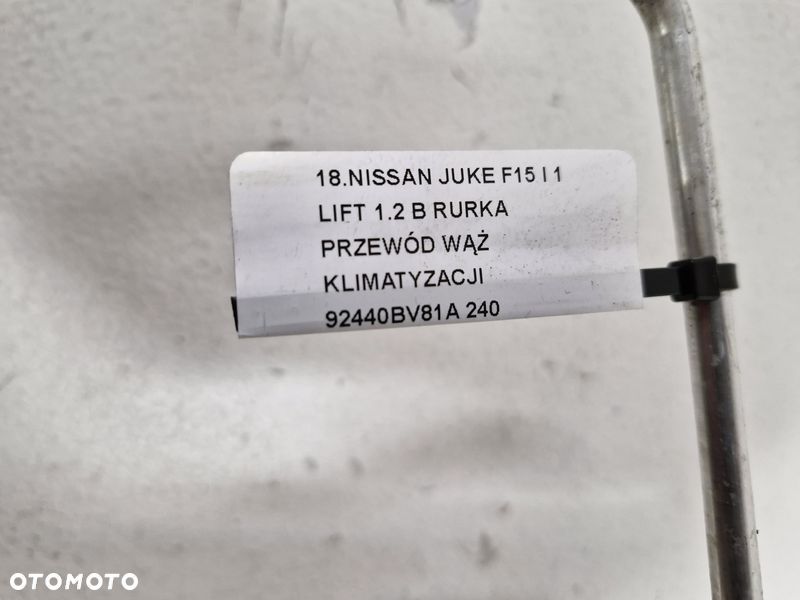 18.NISSAN JUKE F15 I 1
LIFT 1.2 B RURKA
PRZEWÓD WĄŻ
KLIMATYZACJI
92440BV81A 240
OTOMOTO